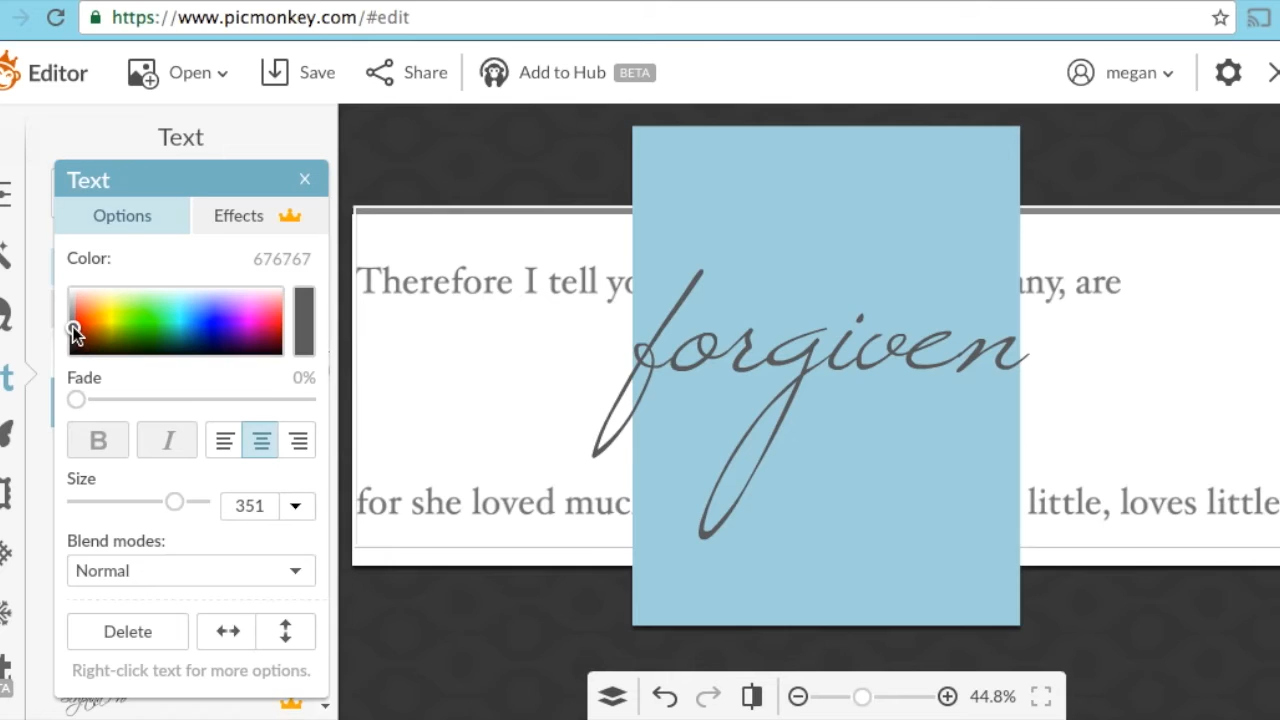 https://www.picmonkey.com/#edit
Editor
Open
Save
Share
Add to Hub BETA
megan
Text
Text x
Options
Effects
Color: 676767
Fade 0%
B I
Size
351
Blend modes:
Normal
Delete
Right-click text for more options.
Therefore I tell yo
any, are
forgiven
for she loved muc
little, loves little
44.8%